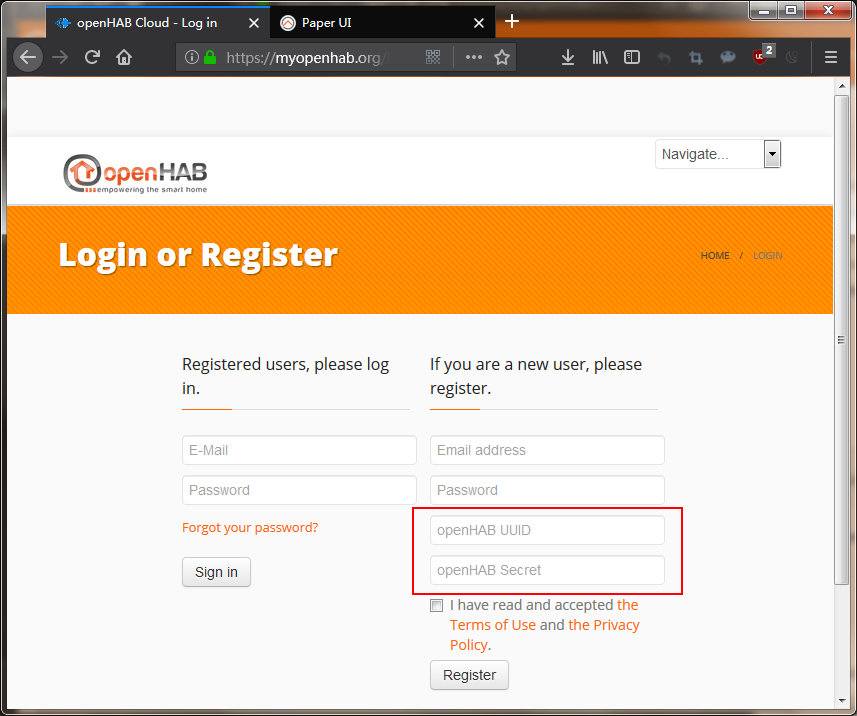 openHAB Cloud - Log in
Paper UI
https://myopenhab.org/
2
openHAB
empowering the smart home
Navigate...
Login or Register
HOME / LOGIN
Registered users, please log
in.
E-Mail
Password
Forgot your password?
Sign in
If you are a new user, please
register.
Email address
Password
openHAB UUID
openHAB Secret
I have read and accepted the
Terms of Use and the Privacy
Policy.
Register